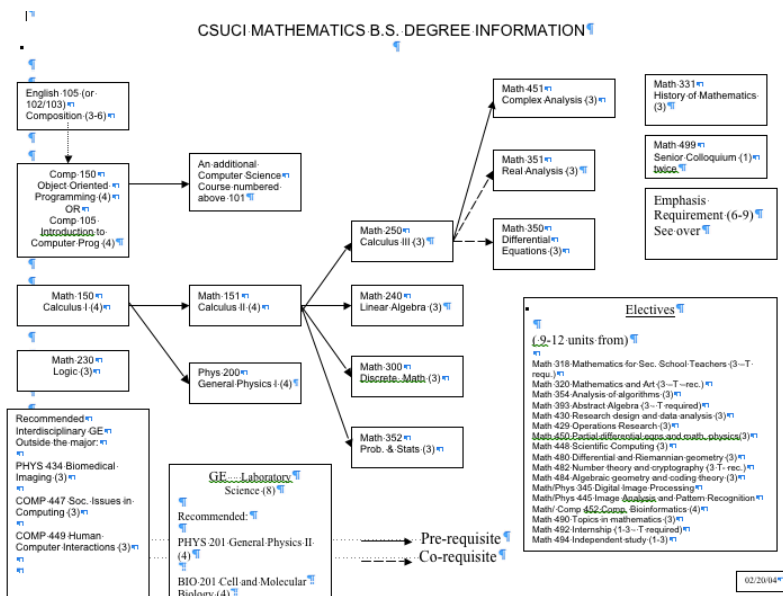 CSUCI MATHEMATICS B.S. DEGREE INFORMATION
English 105 (or
102/103)
Composition (3-6)
Comp 150
Object Oriented
Programming (4)
OR
Comp 105
Introduction to
Computer Prog (4)
An additional
Computer Science
Course numbered
above 101
Math 150
Calculus I (4)
Math 151
Calculus II (4)
Math 230
Logic (3)
Phys 200
General Physics I (4)
Math 250
Calculus III (3)
Math 240
Linear Algebra (3)
Math 300
Discrete Math (3)
Math 352
Prob. & Stats (3)
Math 451
Complex Analysis (3)
Math 351
Real Analysis (3)
Math 350
Differential
Equations (3)
Math 331
History of Mathematics
(3)
Math 499
Senior Colloquium (1)
twice
Emphasis
Requirement (6-9)
See over
Electives
( 9-12 units from)
Math 318 Mathematics for Sec. School Teachers (3 – T
requ.)
Math 320 Mathematics and Art (3 – T – rec.)
Math 354 Analysis of algorithms (3)
Math 393 Abstract Algebra (3 – T required)
Math 430 Research design and data analysis (3)
Math 429 Operations Research (3)
Math 450 Partial differential eqns and math. physics(3)
Math 448 Scientific Computing (3)
Math 480 Differential and Riemannian geometry (3)
Math 482 Number theory and cryptography (3 T- rec.)
Math 484 Algebraic geometry and coding theory (3)
Math/Phys 345 Digital Image Processing
Math/Phys 445 Image Analysis and Pattern Recognition
Math/ Comp 452 Comp. Bioinformatics (4)
Math 490 Topics in mathematics (3)
Math 492 Internship (1-3 – T required)
Math 494 Independent study (1-3)
Recommended
Interdisciplinary GE
Outside the major:
PHYS 434 Biomedical
Imaging (3)
COMP 447 Soc. Issues in
Computing (3)
COMP 449 Human
Computer Interactions (3)
GE Laboratory
Science (8)
Recommended:
PHYS 201 General Physics II
(4)
BIO 201 Cell and Molecular
Biology (4)
Pre-requisite
Co-requisite
02/20/04